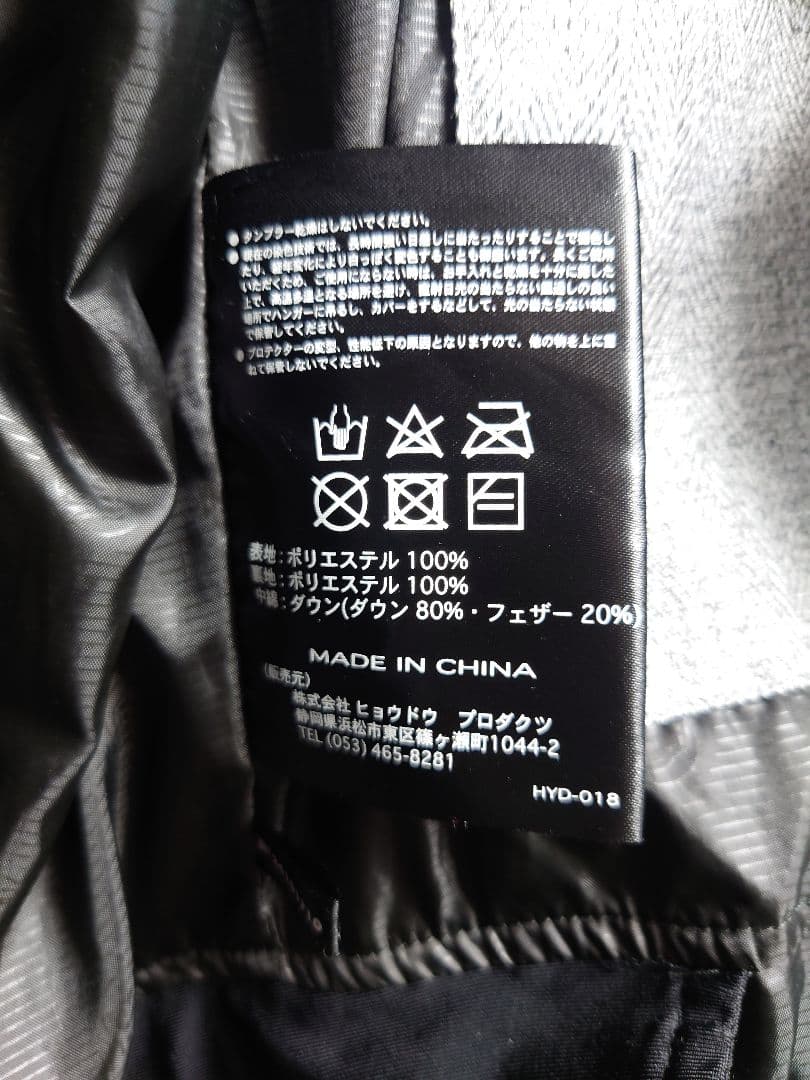 ● タンブラー乾燥はしないでください。
● 現在の染色技術では、長時間強い日差しに当たったりすることで褪色し
たり、経年変化により白っぽく変色することも御座います。長くご使用
いただくため、ご使用にならない時は、お手入れと乾燥を十分に施した
上で、高温多湿となる場所を避け、直射日光の当たらない風通しの良い
場所でハンガーに吊るし、カバーをするなどして、光の当たらない状態
で保管してください。
● プロテクターの変型、性能低下の原因となりますので、他の物を上に重
ねて保管しないでください。
表地:ポリエステル 100%
裏地:ポリエステル 100%
中綿:ダウン(ダウン 80%・フェザー 20%)
MADE IN CHINA
(販売元)
株式会社 ヒョウドウ プロダクツ
静岡県浜松市東区篠ヶ瀬町1044-2
TEL (053) 465-8281
HYD-018